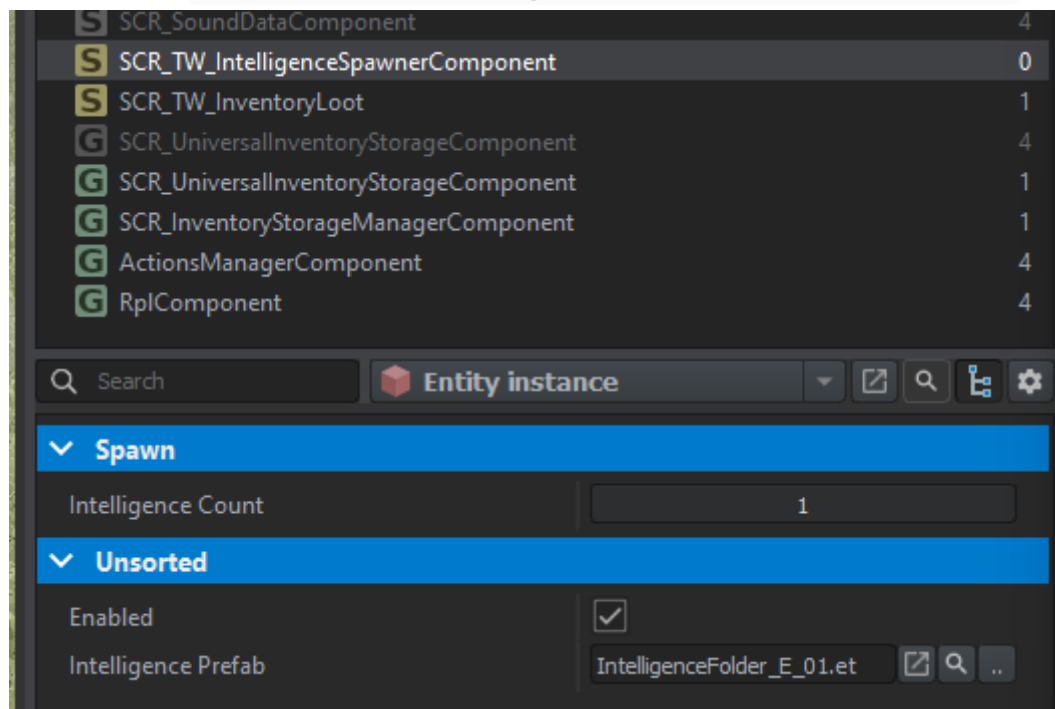 S SCR_SoundDataComponent 4
S SCR_TW_IntelligenceSpawnerComponent 0
S SCR_TW_InventoryLoot 1
G SCR_UniversalInventoryStorageComponent 4
G SCR_UniversalInventoryStorageComponent 1
G SCR_InventoryStorageManagerComponent 1
G ActionsManagerComponent 4
G RplComponent 4
Search Entity instance
Spawn
Intelligence Count 1
Unsorted
Enabled
Intelligence Prefab IntelligenceFolder_E_01.et ..